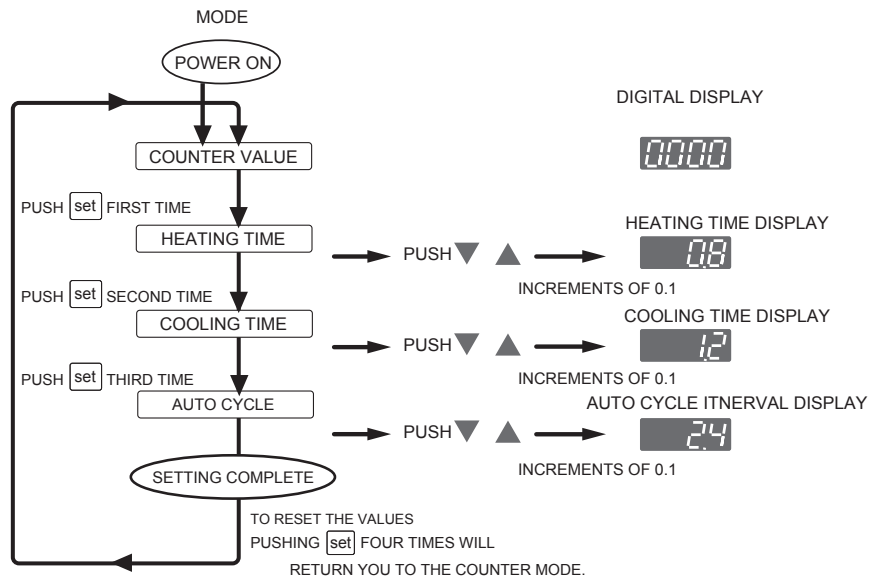 MODE
POWER ON
DIGITAL DISPLAY
COUNTER VALUE
0000
PUSH set FIRST TIME
HEATING TIME DISPLAY
HEATING TIME
PUSH
0.8
PUSH set SECOND TIME
INCREMENTS OF 0.1
COOLING TIME DISPLAY
COOLING TIME
PUSH
1.2
PUSH set THIRD TIME
INCREMENTS OF 0.1
AUTO CYCLE ITNERVAL DISPLAY
AUTO CYCLE
PUSH
2.4
INCREMENTS OF 0.1
SETTING COMPLETE
TO RESET THE VALUES
PUSHING set FOUR TIMES WILL
RETURN YOU TO THE COUNTER MODE.